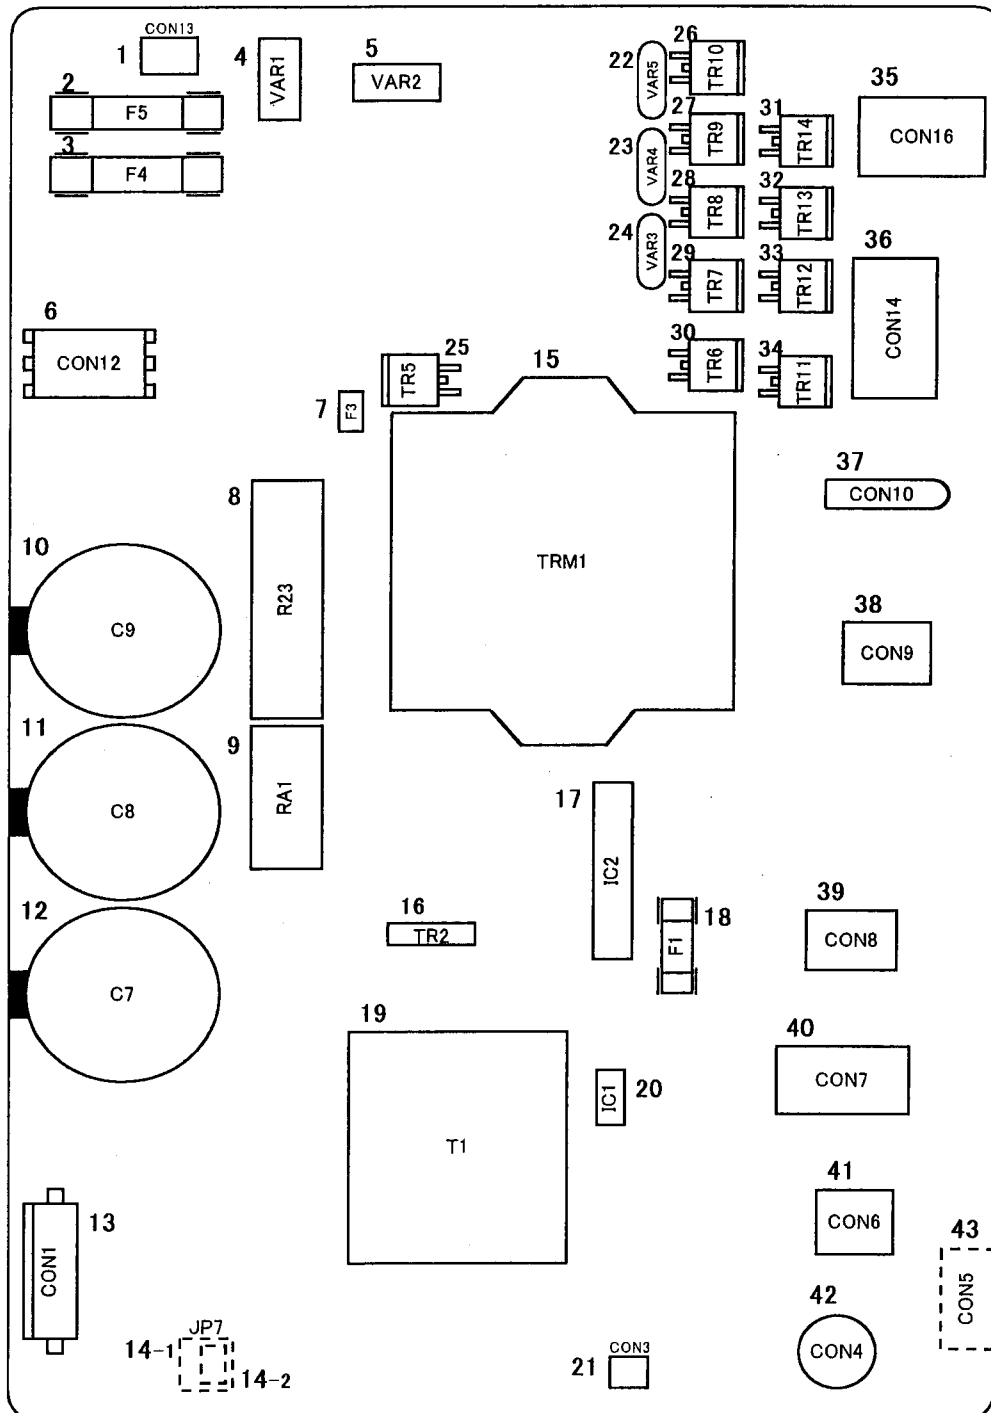 CON13
1
4
VAR1
5
VAR2
2
F5
3
F4
22
VAR5
26
TR10
23
VAR4
27
TR9
31
TR14
35
CON16
28
TR8
32
TR13
24
VAR3
29
TR7
33
TR12
36
CON14
30
TR6
34
TR11
6
CON12
25
TR5
7
F3
15
TRM1
37
CON10
8
R23
10
C9
38
CON9
11
C8
9
RA1
17
IC2
12
C7
16
TR2
18
F1
39
CON8
19
T1
20
IC1
40
CON7
13
CON1
41
CON6
43
CON5
42
CON4
JP7
14-1
14-2
CON3
21